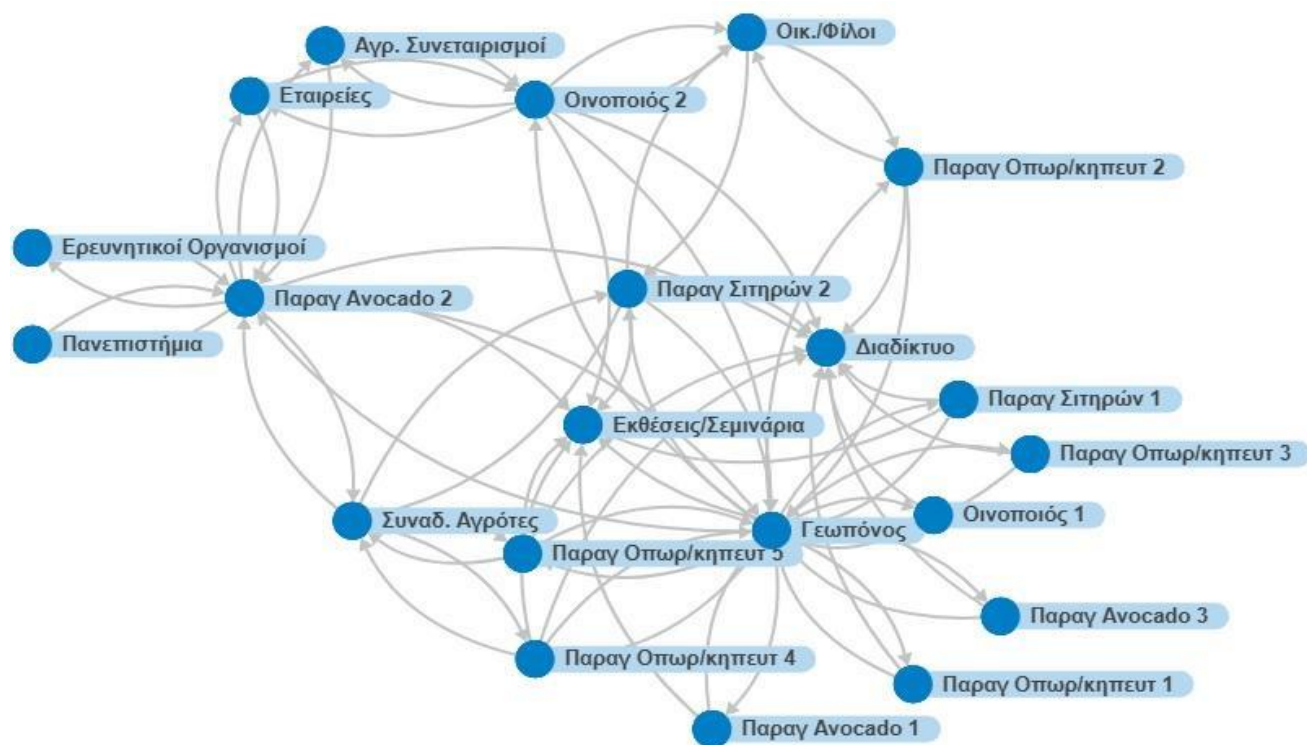 Οικ./Φίλοι
Αγρ. Συνεταιρισμοί
Εταιρείες
Οινοποιός 2
Παραγ Οπωρ/κηπευτ 2
Ερευνητικοί Οργανισμοί
Παραγ Σιτηρών 2
Παραγ Avocado 2
Πανεπιστήμια
Διαδίκτυο
Παραγ Σιτηρών 1
Εκθέσεις/Σεμινάρια
Παραγ Οπωρ/κηπευτ 3
Οινοποιός 1
Συναδ. Αγρότες
Γεωπόνος
Παραγ Οπωρ/κηπευτ 5
Παραγ Avocado 3
Παραγ Οπωρ/κηπευτ 4
Παραγ Οπωρ/κηπευτ 1
Παραγ Avocado 1